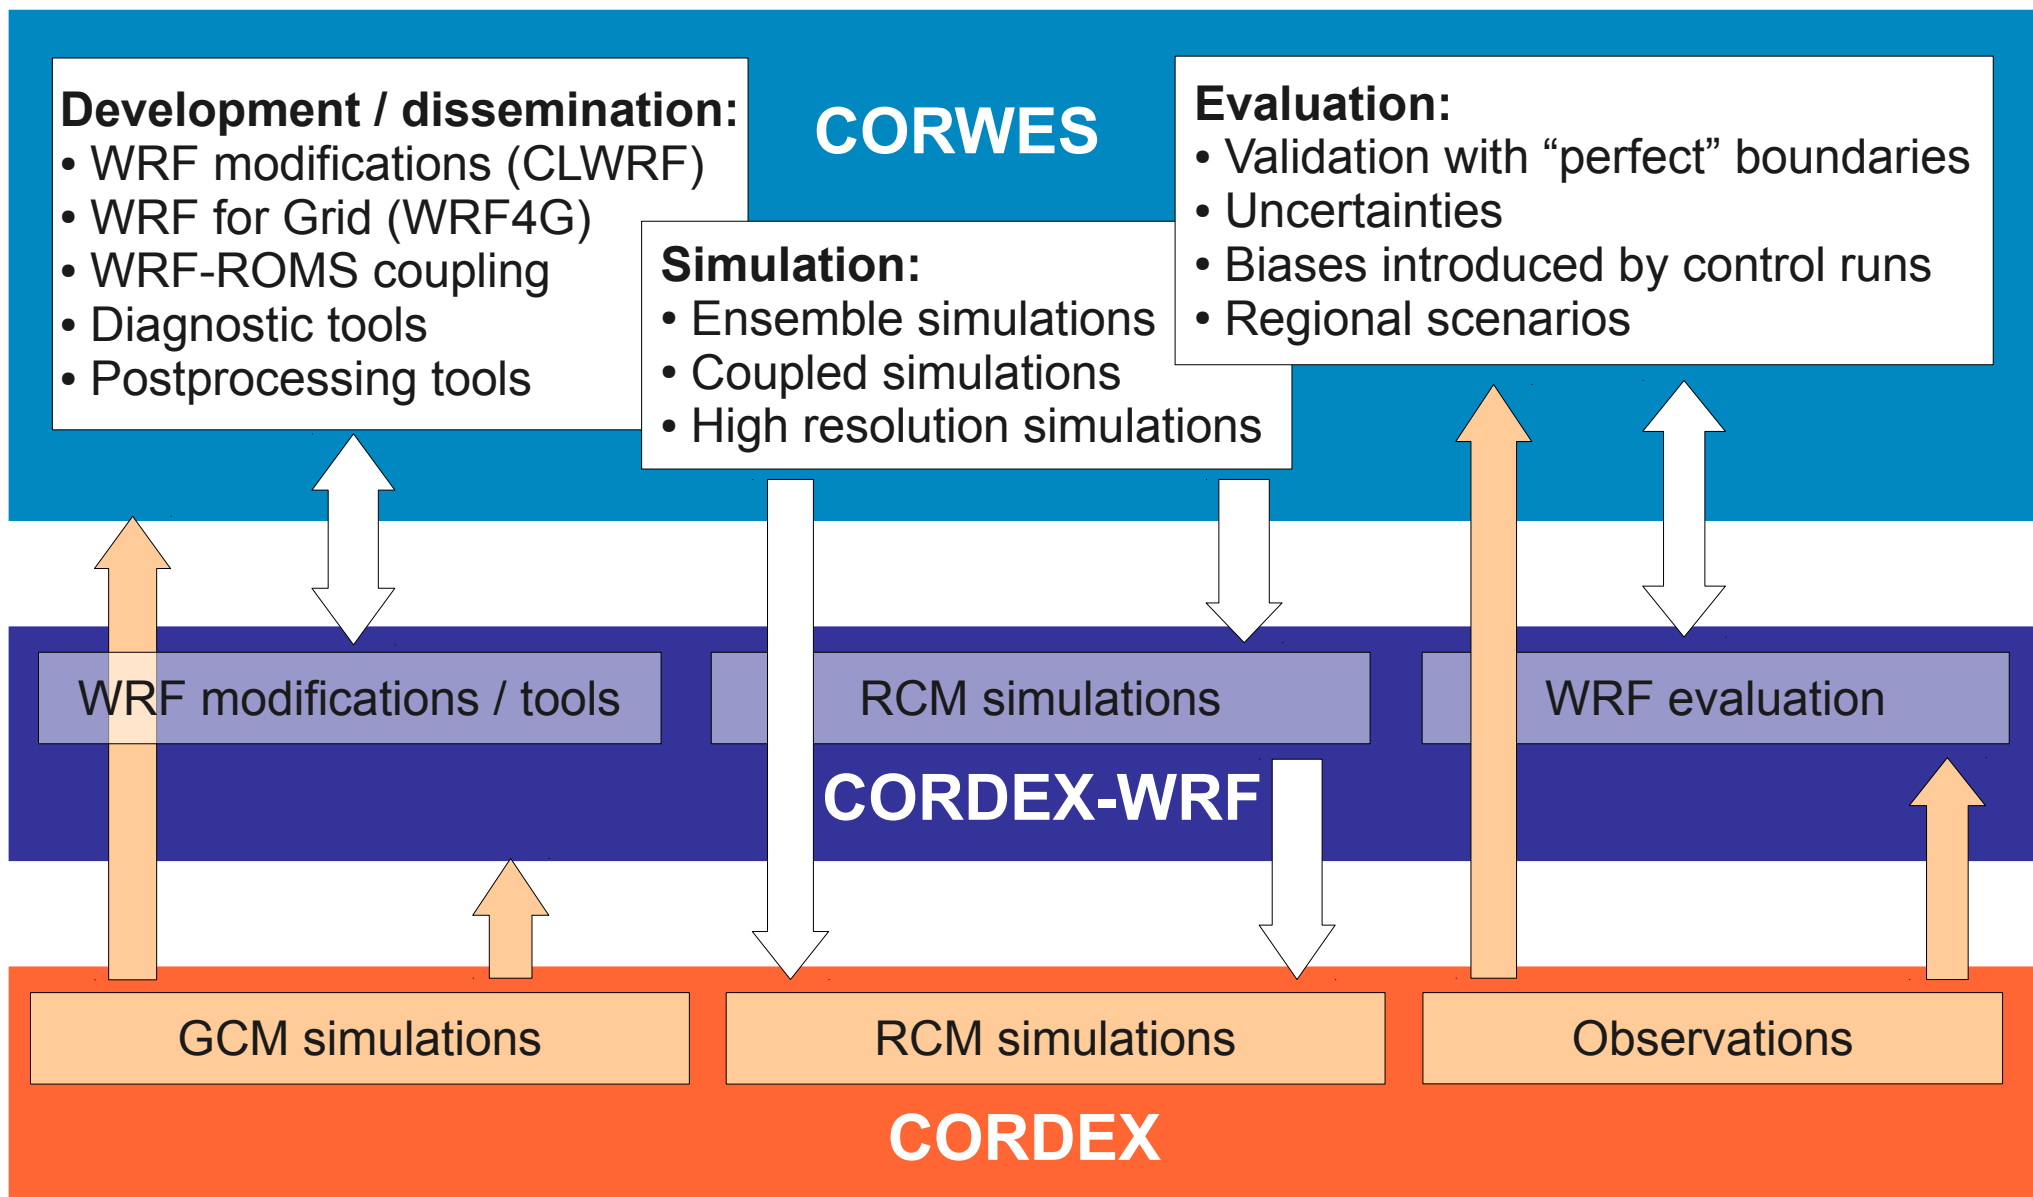 CORWES
Development / dissemination:
• WRF modifications (CLWRF)
• WRF for Grid (WRF4G)
• WRF-ROMS coupling
• Diagnostic tools
• Postprocessing tools
Simulation:
• Ensemble simulations
• Coupled simulations
• High resolution simulations
Evaluation:
• Validation with “perfect” boundaries
• Uncertainties
• Biases introduced by control runs
• Regional scenarios
WRF modifications / tools
RCM simulations
WRF evaluation
CORDEX-WRF
GCM simulations
RCM simulations
Observations
CORDEX